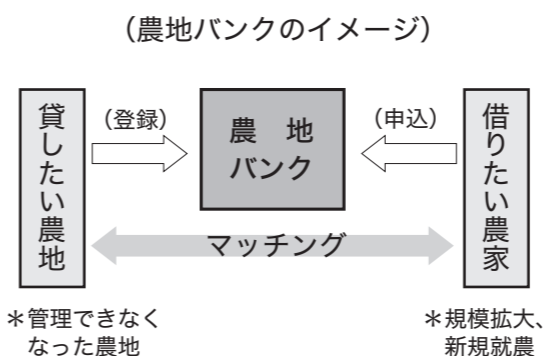 （農地バンクのイメージ）
貸したい農地
（登録）
農　地
バンク
（申込）
借りたい農家
マッチング
＊管理できなく
なった農地
＊規模拡大、
新規就農